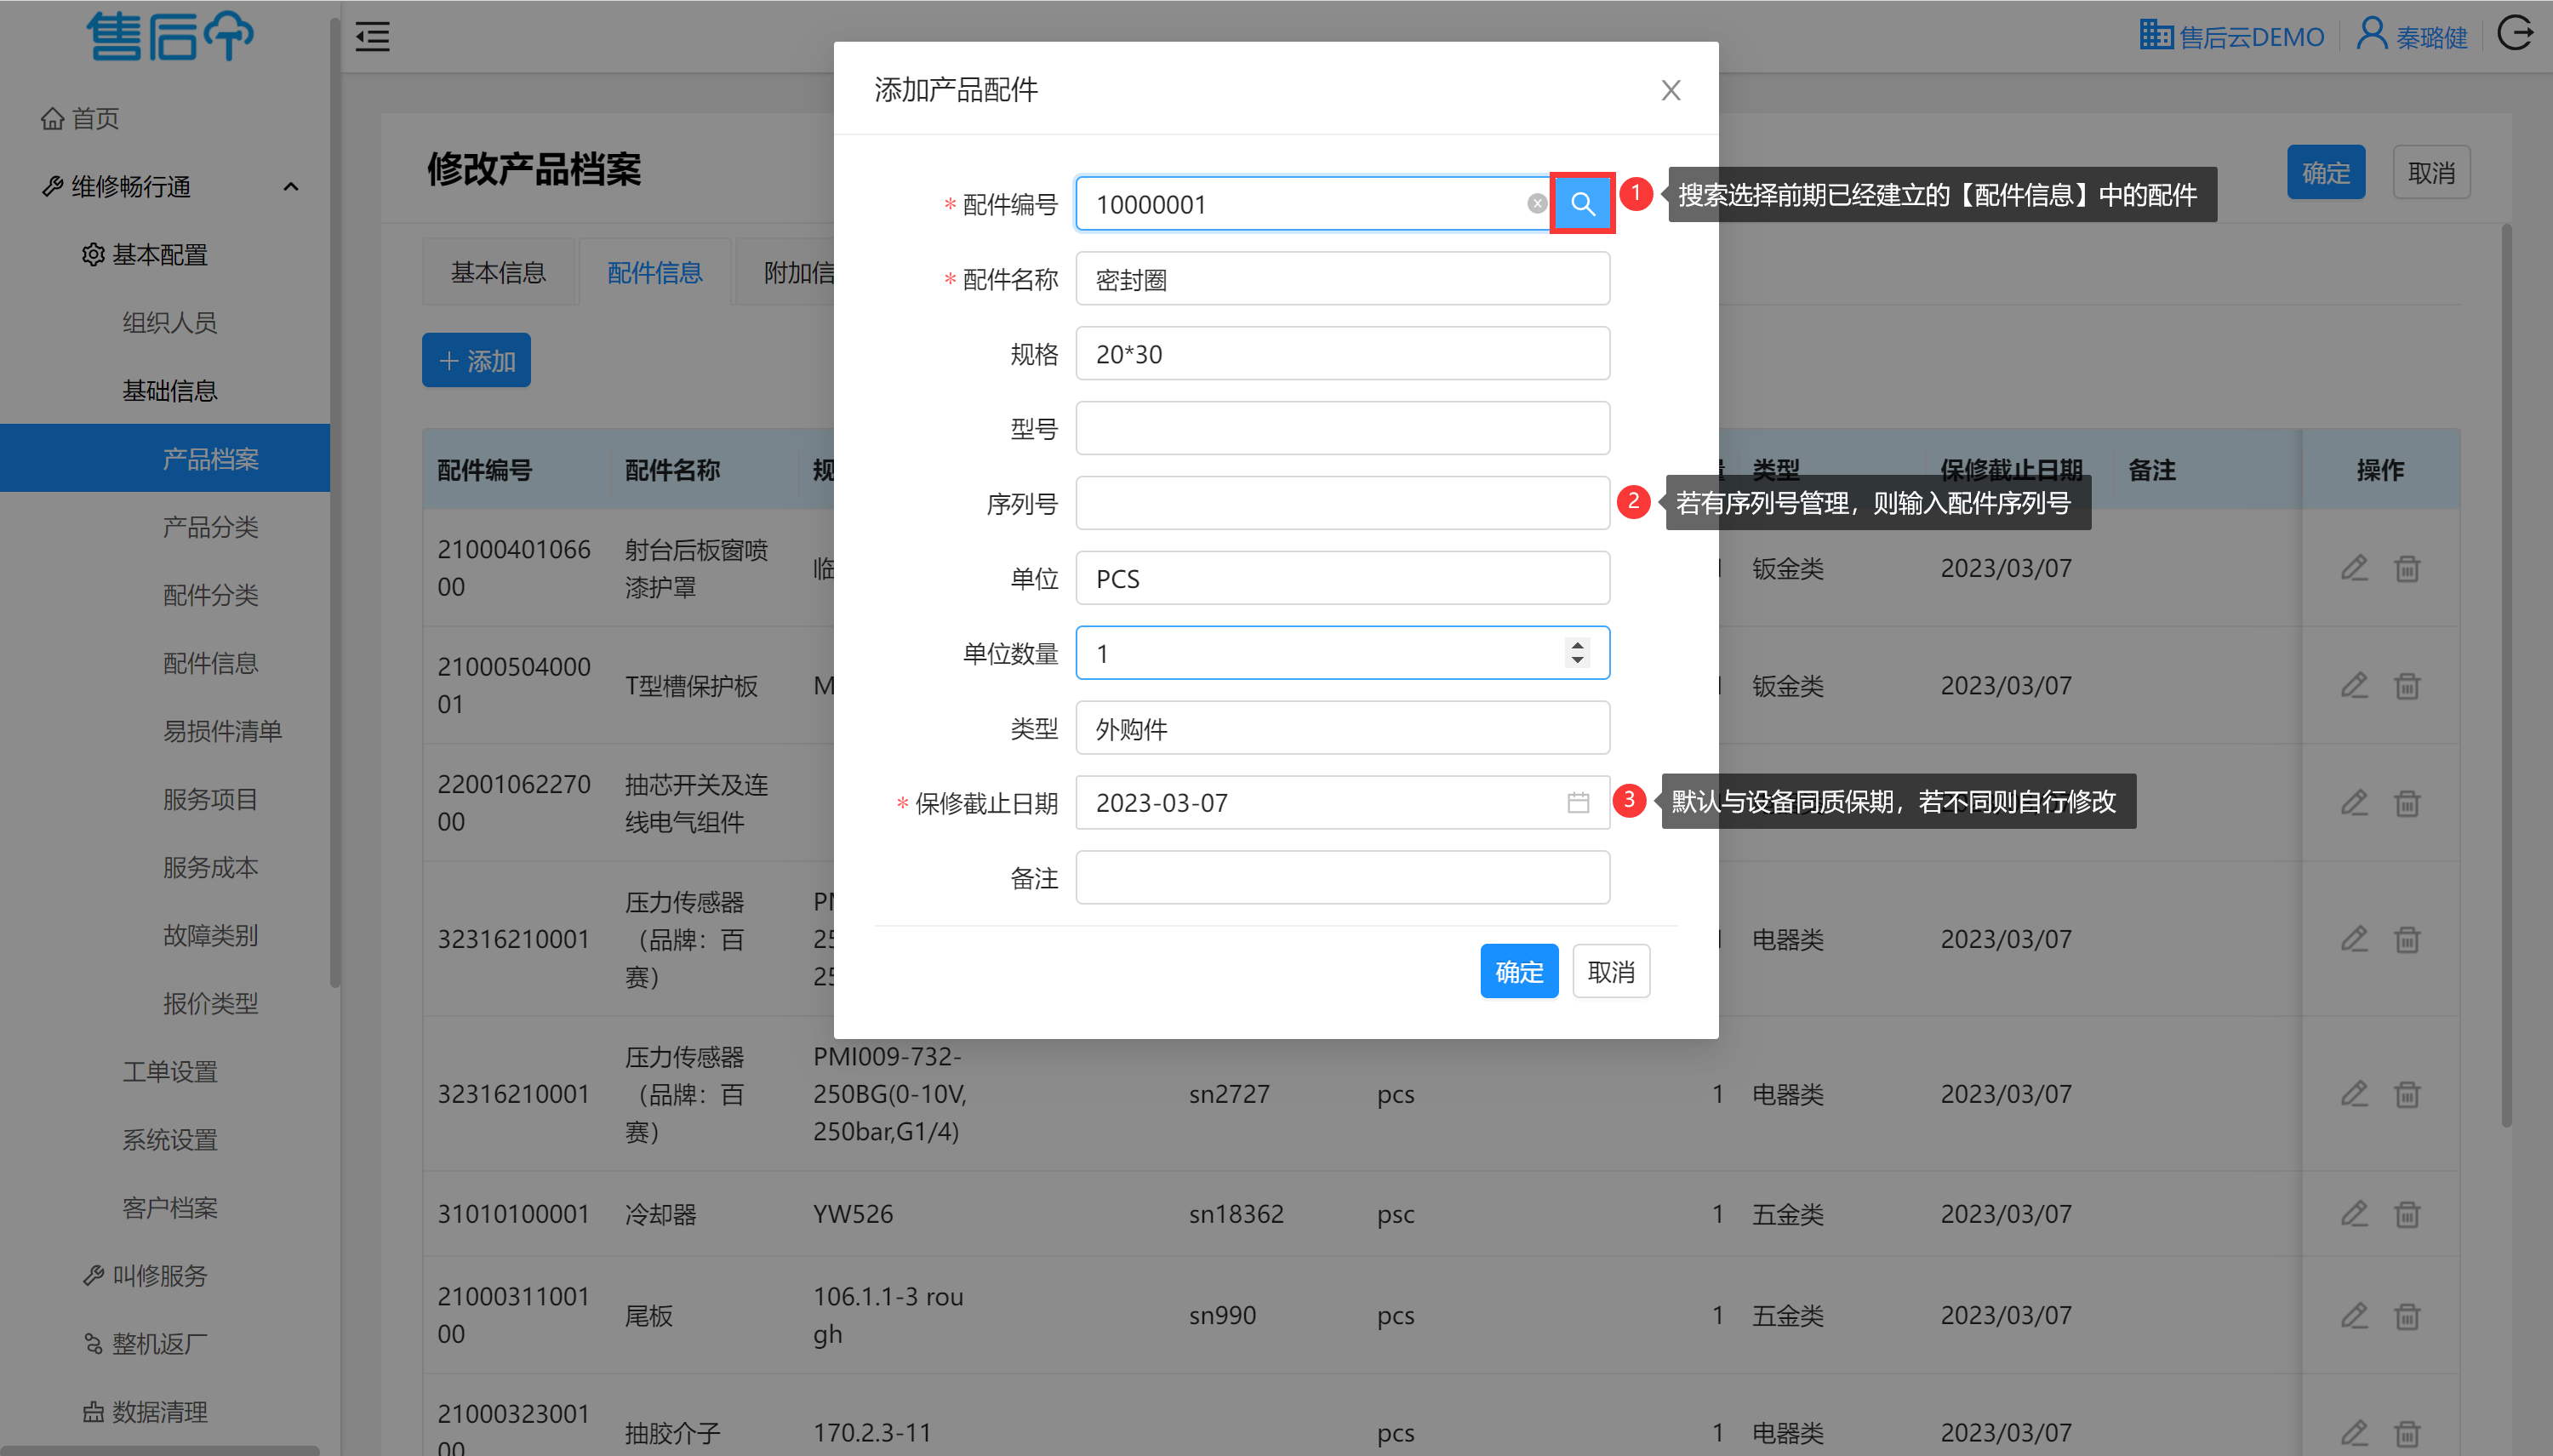 售后
售后云DEMO
秦璐健
首页
维修畅行通
基本配置
组织人员
基础信息
产品档案
产品分类
配件分类
配件信息
易损件清单
服务项目
服务成本
故障类别
报价类型
工单设置
系统设置
客户档案
叫修服务
整机返厂
数据清理
修改产品档案
确定
取消
基本信息
配件信息
附加信
添加
配件编号 配件名称 规 类型 保修截止日期 备注 操作
21000401066
00
射台后板窗喷
漆护罩
临
钣金类
2023/03/07
21000504000
01
T型槽保护板
M
钣金类
2023/03/07
22001062270
00
抽芯开关及连
线电气组件
32316210001
压力传感器
（品牌：百
赛）
25
25
电器类
2023/03/07
32316210001
压力传感器
（品牌：百
赛）
PMI009-732-
250BG(0-10V,
250bar,G1/4)
sn2727
pcs
1
电器类
2023/03/07
31010100001
冷却器
YW526
sn18362
psc
1
五金类
2023/03/07
21000311001
00
尾板
106.1.1-3 rou
gh
sn990
pcs
1
五金类
2023/03/07
21000323001
00
抽胶介子
170.2.3-11
pcs
1
电器类
2023/03/07
添加产品配件
* 配件编号
10000001
1
搜索选择前期已经建立的【配件信息】中的配件
* 配件名称
密封圈
规格
20*30
型号
序列号
2
若有序列号管理，则输入配件序列号
单位
PCS
单位数量
1
类型
外购件
* 保修截止日期
2023-03-07
3
默认与设备同质保期，若不同则自行修改
备注
确定
取消